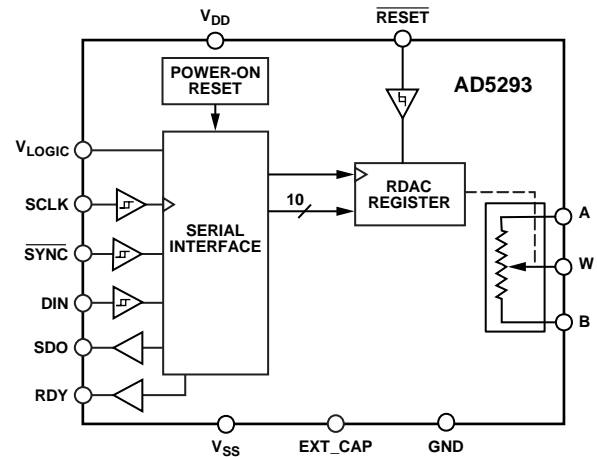 VDD
RESET
POWER-ON
RESET
AD5293
VLOGIC
SCLK
SYNC
DIN
SDO
RDY
SERIAL
INTERFACE
10
RDAC
REGISTER
A
W
B
VSS
EXT_CAP
GND